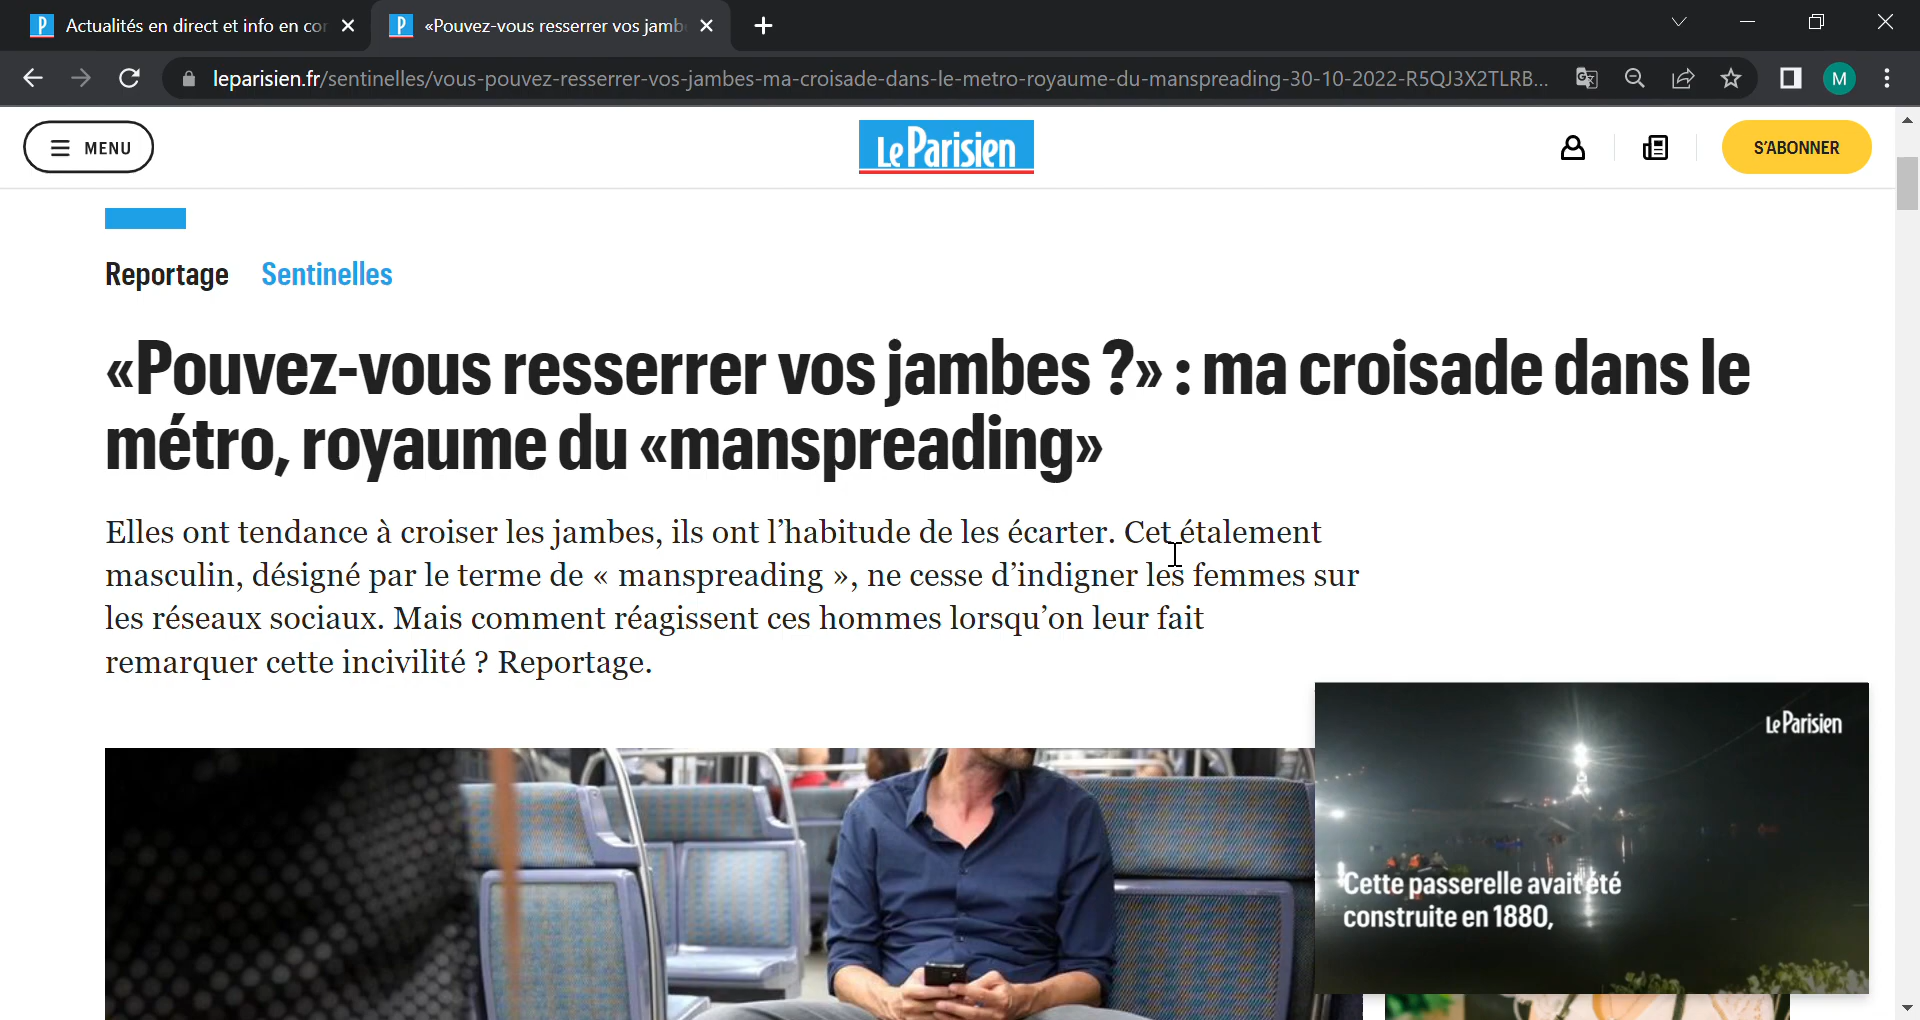 Actualités en direct et info en con
«Pouvez-vous resserrer vos jambe
leparisien.fr/sentinelles/vous-pouvez-resserrer-vos-jambes-ma-croisade-dans-le-metro-royaume-du-manspreading-30-10-2022-R5QJ3X2TLRB...
M
MENU
Le Parisien
S'ABONNER
Reportage Sentinelles
«Pouvez-vous resserrer vos jambes ?» : ma croisade dans le
métro, royaume du «manspreading»
Elles ont tendance à croiser les jambes, ils ont l’habitude de les écarter. Cet étalement
masculin, désigné par le terme de « manspreading », ne cesse d’indigner les femmes sur
les réseaux sociaux. Mais comment réagissent ces hommes lorsqu’on leur fait
remarquer cette incivilité ? Reportage.
Le Parisien
Cette passerelle avait été
construite en 1880,